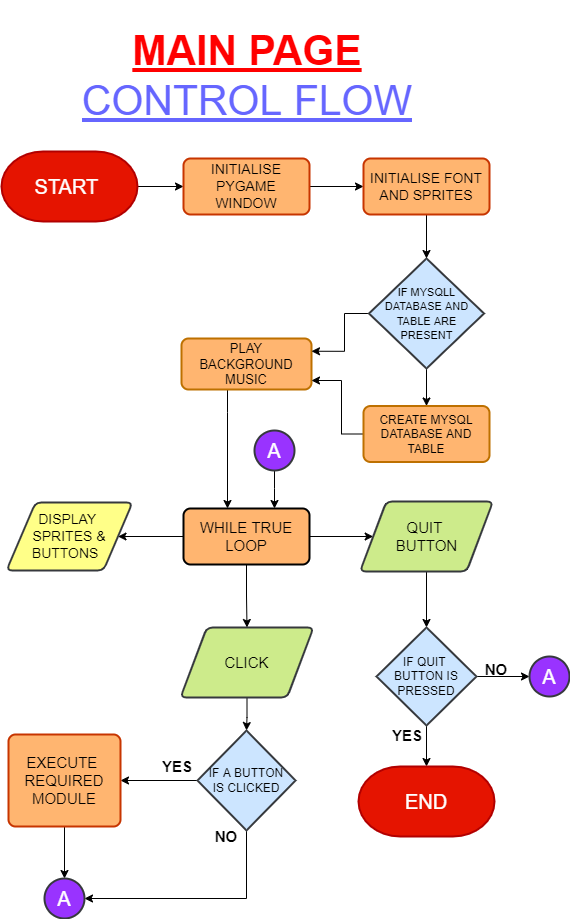 MAIN PAGE
CONTROL FLOW
START
INITIALISE
PYGAME
WINDOW
INITIALISE FONT
AND SPRITES
IF MYSQLL
DATABASE AND
TABLE ARE
PRESENT
PLAY
BACKGROUND
MUSIC
CREATE MYSQL
DATABASE AND
TABLE
A
DISPLAY
SPRITES &
BUTTONS
WHILE TRUE
LOOP
QUIT
BUTTON
CLICK
IF QUIT
BUTTON IS
PRESSED
NO
A
YES
EXECUTE
REQUIRED
MODULE
YES
IF A BUTTON
IS CLICKED
END
NO
A